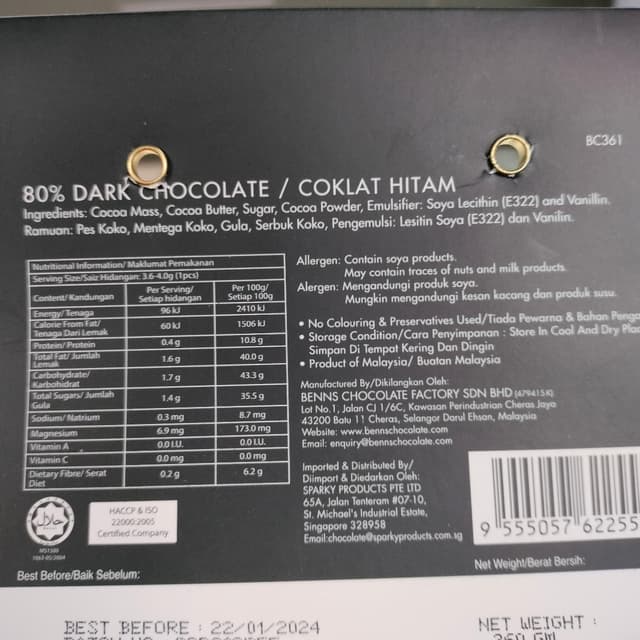 BC361
80% DARK CHOCOLATE / COKLAT HITAM
Ingredients: Cocoa Mass, Cocoa Butter, Sugar, Cocoa Powder, Emulsifier: Soya Lecithin (E322) and Vanillin.
Ramuan: Pes Koko, Mentega Koko, Gula, Serbuk Koko, Pengemulsi: Lesitin Soya (E322) dan Vanilin.
Nutritional Information/ Maklumat Pemakanan
Serving Size/Saiz Hidangan: 3.6-4.0g (1pcs)
Content/ Kandungan Per Serving/ Setiap hidangan Per 100g/ Setiap 100g
Energy/Tenaga 96 kJ 2410 kJ
Calorie From Fat/ Tenaga Dari Lemak 60 kJ 1506 kJ
Protein/ Protein 0.4 g 10.8 g
Total Fat/ Jumlah Lemak 1.6 g 40.0 g
Carbohydrate/ Karbohidrat 1.7 g 43.3 g
Total Sugars/ Jumlah Gula 1.4 g 35.5 g
Sodium/ Natrium 0.3 mg 8.7 mg
Magnesium 6.9 mg 173.0 mg
Vitamin A 0.0 I.U. 0.0 I.U.
Vitamin C 0.0 mg 0.0 mg
Dietary Fibre/ Serat Diet 0.2 g 6.2 g
Allergen: Contain soya products.
May contain traces of nuts and milk products.
Alergen: Mengandungi produk soya.
Mungkin mengandungi kesan kacang dan produk susu.
• No Colouring & Preservatives Used/Tiada Pewarna & Bahan Penga
• Storage Condition/Cara Penyimpanan : Store In Cool And Dry Pla
Simpan Di Tempat Kering Dan Dingin
• Product of Malaysia/ Buatan Malaysia
Manufactured By/Dikilangkan Oleh:
BENNS CHOCOLATE FACTORY SDN BHD (479415K)
Lot No.1, Jalan CJ 1/6C, Kawasan Perindustrian Cheras Jaya
43200 Batu 11 Cheras, Selangor Darul Ehsan, Malaysia
Website: www.bennschocolate.com
Email: enquiry@bennschocolate.com
Imported & Distributed By/
Diimport & Diedarkan Oleh:
SPARKY PRODUCTS PTE LTD
65A, Jalan Tenteram #07-10,
St. Michael's Industrial Estate,
Singapore 328958
Email:chocolate@sparkyproducts.com.sg
حلال
MS1500
HACCP & ISO
22000:2005
Certified Company
9 555057 62255
Net Weight/Berat Bersih:
Best Before/Baik Sebelum:
BEST BEFORE : 22/01/2024
NET WEIGHT :